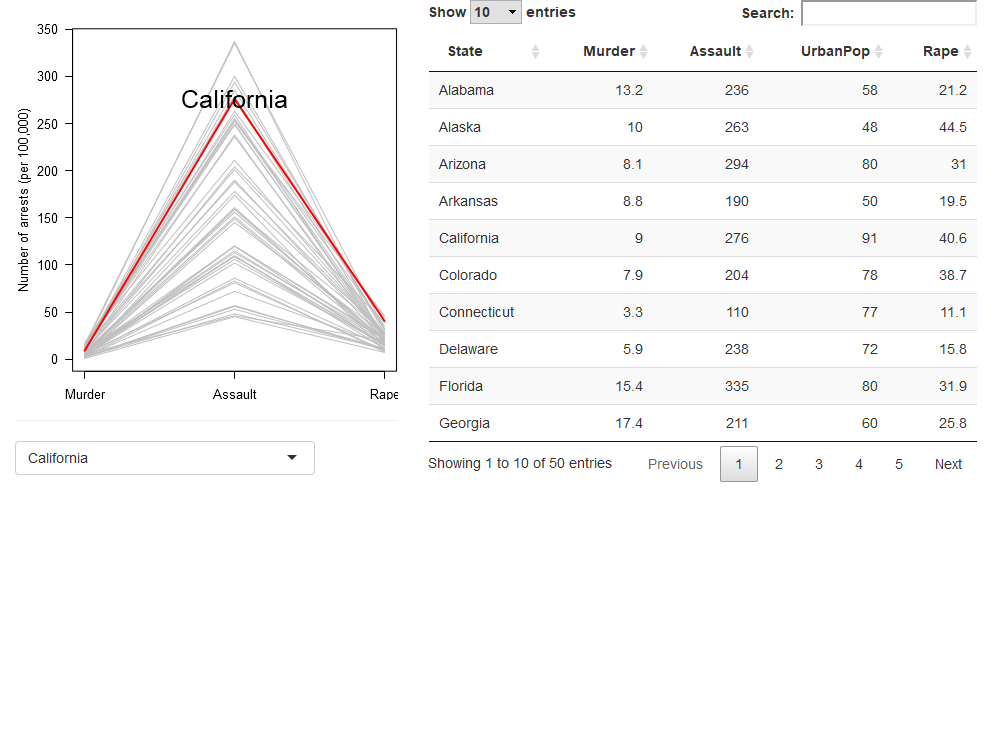 350
300
250
200
150
100
50
0
Number of arrests (per 100,000)
California
Murder Assault Rape
California
Show 10 entries Search:
State Murder Assault UrbanPop Rape
Alabama 13.2 236 58 21.2
Alaska 10 263 48 44.5
Arizona 8.1 294 80 31
Arkansas 8.8 190 50 19.5
California 9 276 91 40.6
Colorado 7.9 204 78 38.7
Connecticut 3.3 110 77 11.1
Delaware 5.9 238 72 15.8
Florida 15.4 335 80 31.9
Georgia 17.4 211 60 25.8
Showing 1 to 10 of 50 entries Previous 1 2 3 4 5 Next